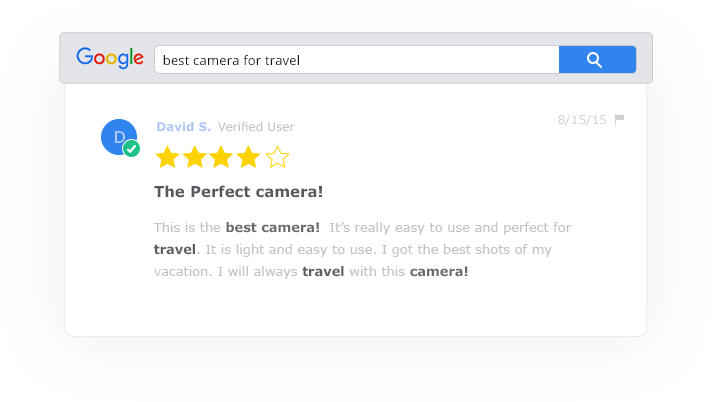 Google best camera for travel
D David S. Verified User 8/15/15
The Perfect camera!
This is the best camera! It’s really easy to use and perfect for
travel. It is light and easy to use. I got the best shots of my
vacation. I will always travel with this camera!